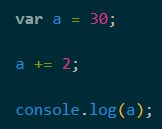 var a = 30;
a += 2;
console.log(a);